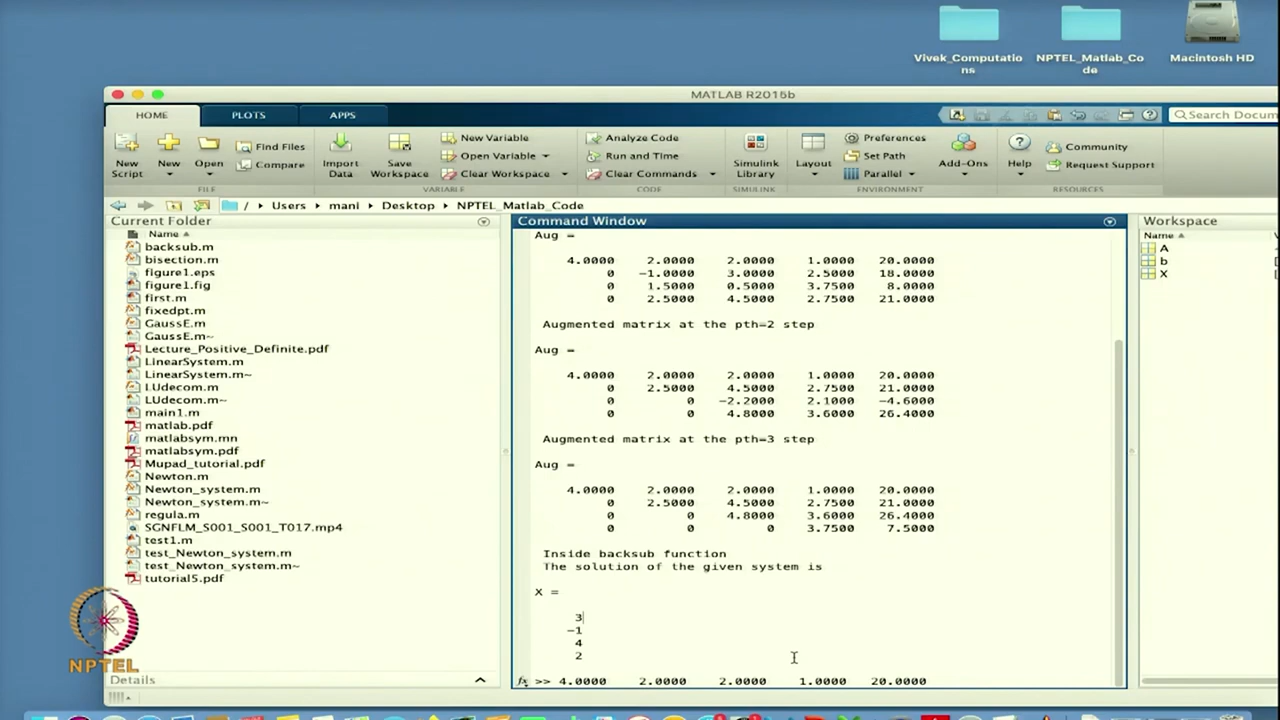 Vivek_Computatio
ns
NPTEL_Matlab_Co
de
Macintosh HD
MATLAB R2015b
HOME
PLOTS
APPS
Search Docum
New
Script
New
Open
Find Files
Compare
FILE
Import
Data
Save
Workspace
New Variable
Open Variable
Clear Workspace
VARIABLE
Analyze Code
Run and Time
Clear Commands
CODE
Simulink
Library
SIMULINK
Layout
Preferences
Set Path
Parallel
ENVIRONMENT
Add-Ons
Help
Community
Request Support
RESOURCES
/ Users mani Desktop NPTEL_Matlab_Code
Current Folder
Name
backsub.m
bisection.m
figure1.eps
figure1.fig
first.m
fixedpt.m
GaussE.m
GaussE.m~
Lecture_Positive_Definite.pdf
LinearSystem.m
LinearSystem.m~
LUdecom.m
LUdecom.m~
main1.m
matlab.pdf
matlabsym.mn
matlabsym.pdf
Mupad_tutorial.pdf
Newton.m
Newton_system.m
Newton_system.m~
regula.m
SGNFLM_S001_S001_T017.mp4
test1.m
test_Newton_system.m
test_Newton_system.m~
tutorial5.pdf
Details
Command Window
Aug =
4.0000 2.0000 2.0000 1.0000 20.0000
0 -1.0000 3.0000 2.5000 18.0000
0 1.5000 0.5000 3.7500 8.0000
0 2.5000 4.5000 2.7500 21.0000
Augmented matrix at the pth=2 step
Aug =
4.0000 2.0000 2.0000 1.0000 20.0000
0 2.5000 4.5000 2.7500 21.0000
0 0 -2.2000 2.1000 -4.6000
0 0 4.8000 3.6000 26.4000
Augmented matrix at the pth=3 step
Aug =
4.0000 2.0000 2.0000 1.0000 20.0000
0 2.5000 4.5000 2.7500 21.0000
0 0 4.8000 3.6000 26.4000
0 0 0 3.7500 7.5000
Inside backsub function
The solution of the given system is
X =
3
-1
4
2
fx >> 4.0000 2.0000 2.0000 1.0000 20.0000
Workspace
Name
A
b
X
NPTEL